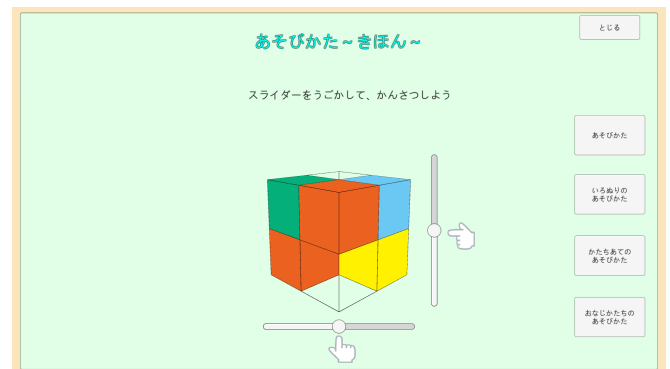 とじる
あそびかた~きほん~
スライダーをうごかして、かんさつしよう
あそびかた
いろぬりの
あそびかた
かたちあての
あそびかた
おなじかたちの
あそびかた